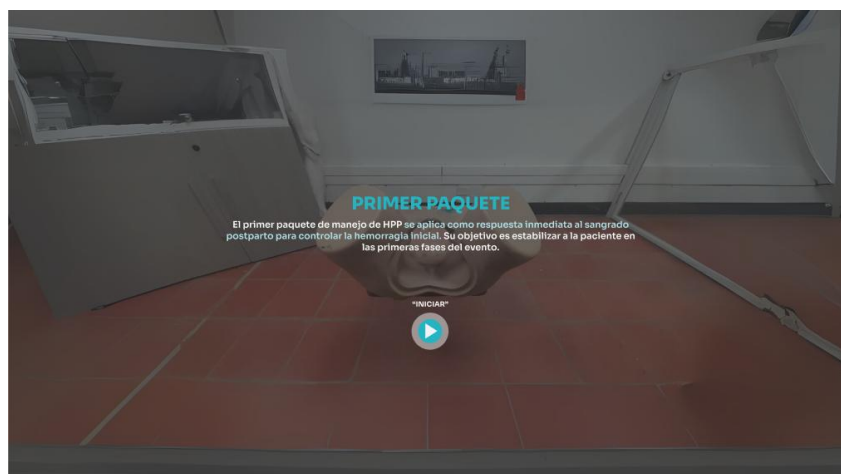 PRIMER PAQUETE
El primer paquete de manejo de HPP se aplica como respuesta inmediata al sangrado
postparto para controlar la hemorragia inicial. Su objetivo es estabilizar a la paciente en
las primeras fases del evento.
"INICIAR"